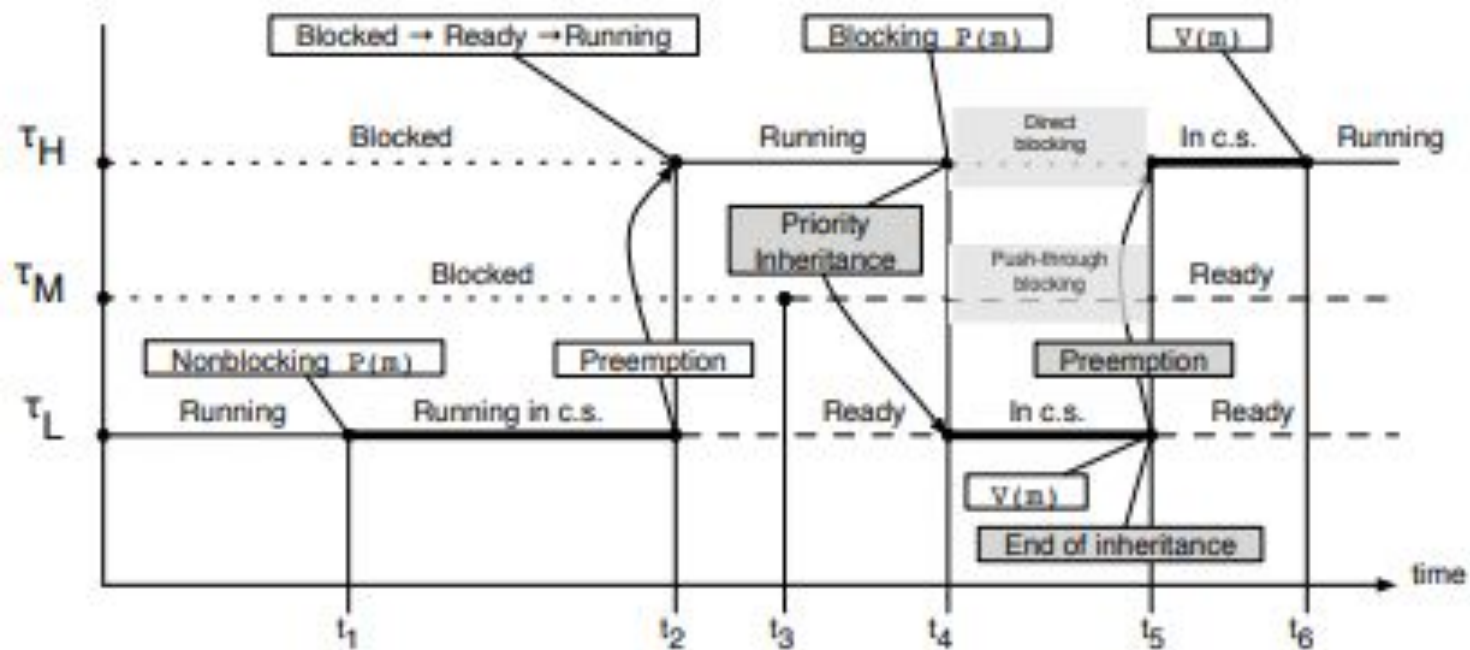 Blocked → Ready →Running
Blocking P(m)
V(m)
τH
Blocked
Running
Direct
blocking
In c.s.
Running
Priority
Inheritance
τM
Blocked
Push-through
blocking
Ready
Nonblocking P(m)
Preemption
Preemption
τL
Running
Running in c.s.
Ready
In c.s.
Ready
V(m)
End of inheritance
time
t1
t2
t3
t4
t5
t6